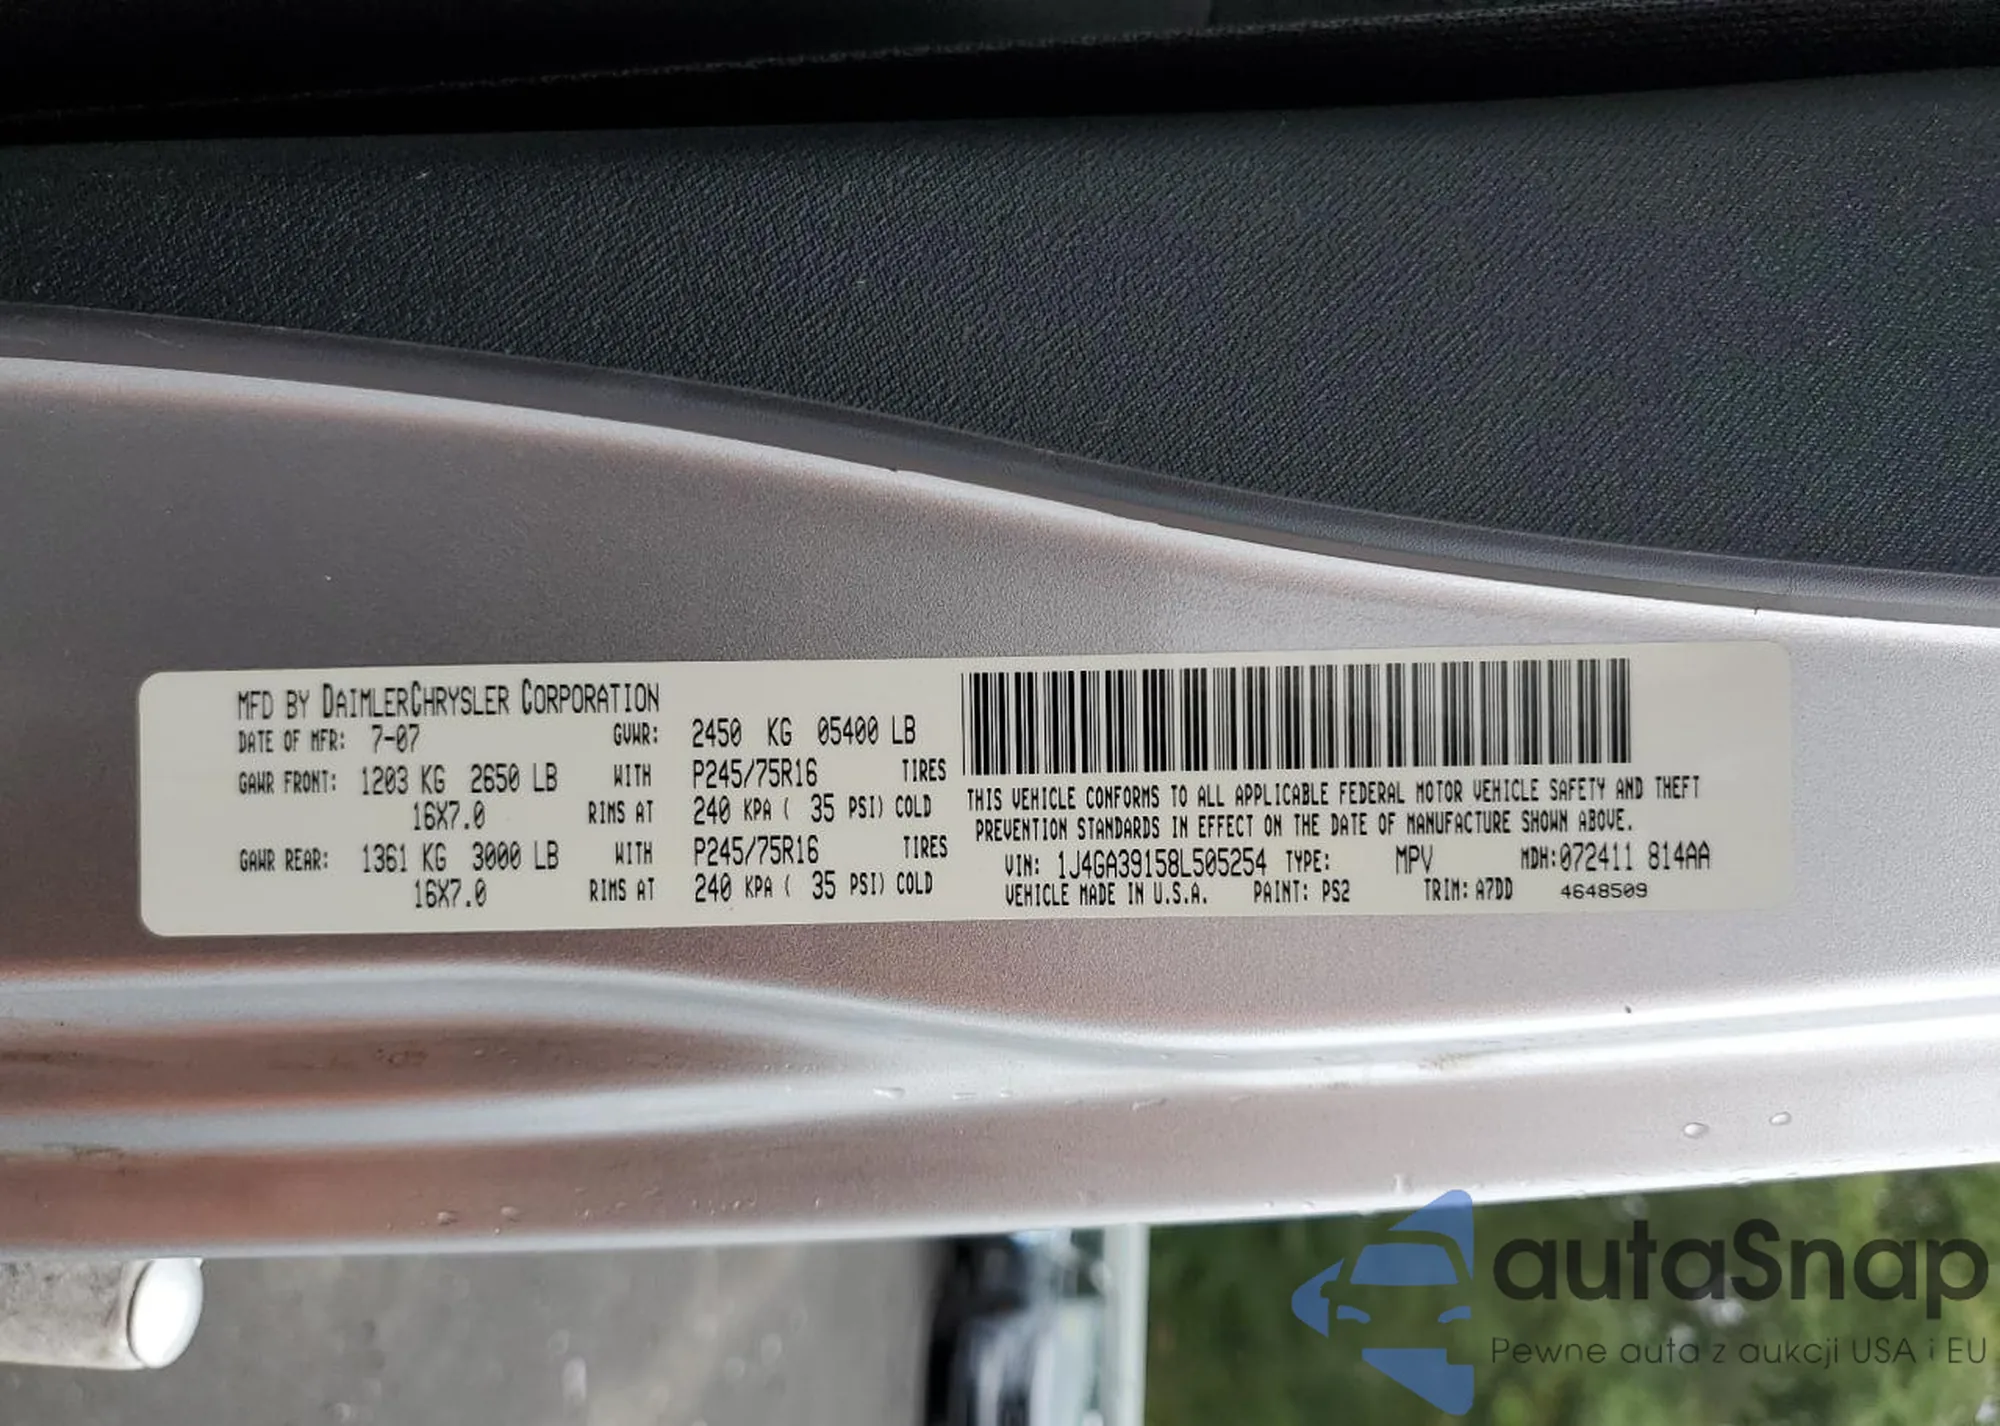 MFD BY DAIMLERCHRYSLER CORPORATION
DATE OF MFR: 7-07 GVWR: 2450 KG 05400 LB
GAWR FRONT: 1203 KG 2650 LB WITH P245/75R16 TIRES
16X7.0 RIMS AT 240 KPA ( 35 PSI) COLD
GAWR REAR: 1361 KG 3000 LB WITH P245/75R16 TIRES
16X7.0 RIMS AT 240 KPA ( 35 PSI) COLD
THIS VEHICLE CONFORMS TO ALL APPLICABLE FEDERAL MOTOR VEHICLE SAFETY AND THEFT
PREVENTION STANDARDS IN EFFECT ON THE DATE OF MANUFACTURE SHOWN ABOVE.
VIN: 1J4GA39158L505254 TYPE: MPV MDH:072411 814AA
VEHICLE MADE IN U.S.A. PAINT: PS2 TRIM: A7DD 4648509
autaSnap
Pewne auta z aukcji USA i EU